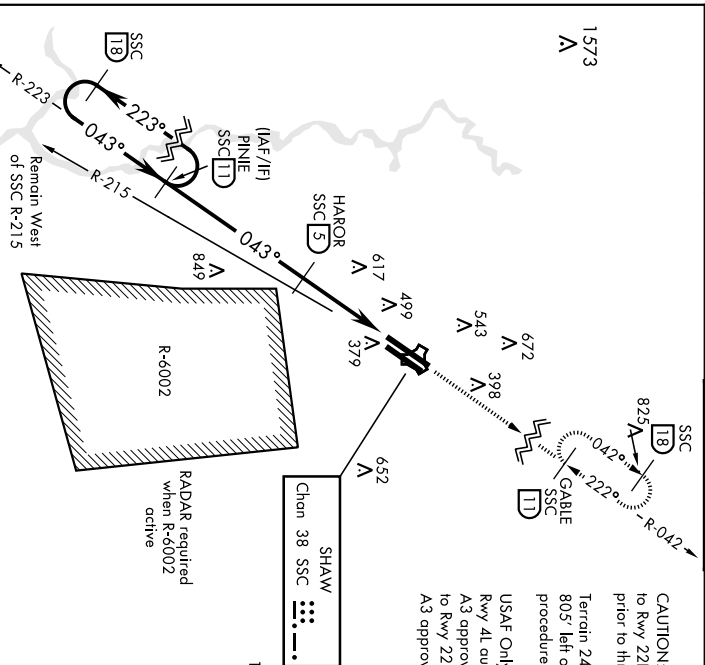 1573
SSC
18
R-223
223°
043°
(IAF/IF)
PINIE
SSC 11
R-215
Remain West
of SSC R-215
043°
HAROR
SSC 5
849
617
499
379
543
672
398
R-6002
652
825
SSC
18
042°
222°
GABLE
SSC
11
R-042
RADAR required
when R-6002
active
SHAW
Chan 38 SSC
CAUTION
to Rwy 22
prior to th
Terrain 24
805' left o
procedure
USAF Only
Rwy 4L au
A3 approv
to Rwy 22
A3 approv